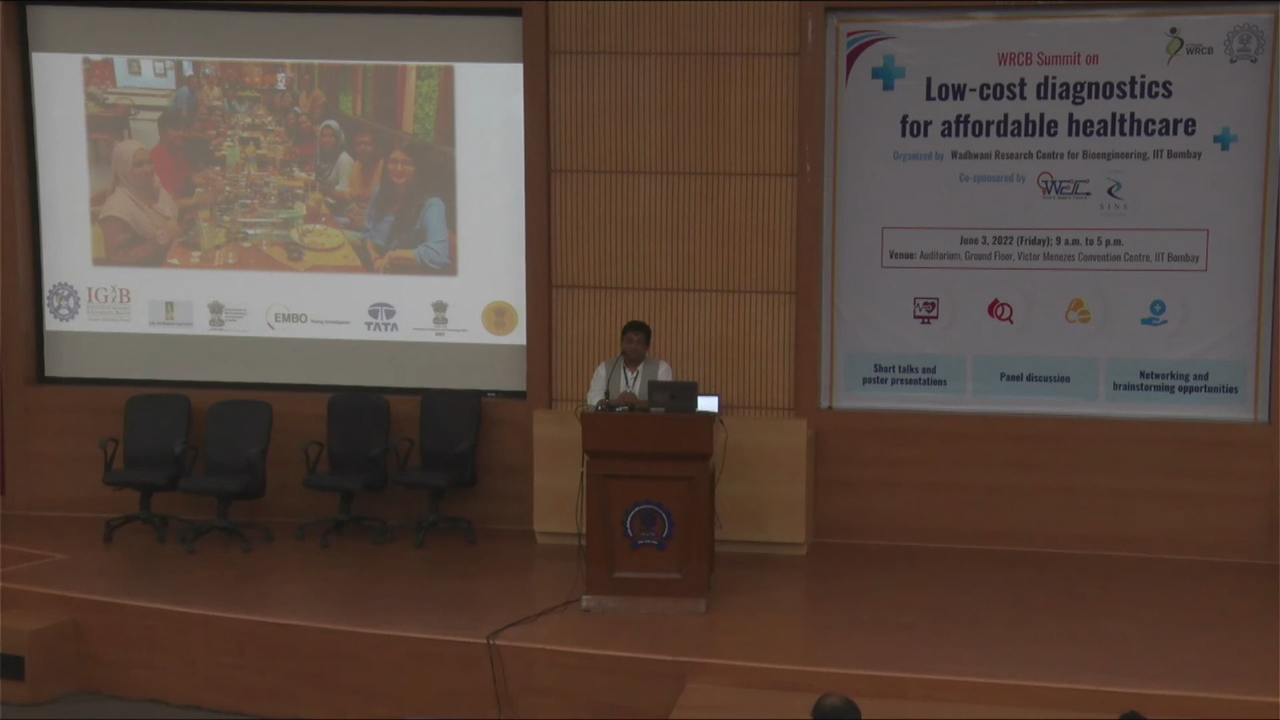 IGIB
EMBO
TATA
WRCB
WRCB Summit on
Low-cost diagnostics
for affordable healthcare
Organized by Wadhwani Research Centre for Bioengineering, IIT Bombay
Co-sponsored by
SINE
June 3, 2022 (Friday); 9 a.m. to 5 p.m.
Venue: Auditorium, Ground Floor, Victor Menezes Convention Centre, IIT Bombay
Short talks and
poster presentations
Panel discussion
Networking and
brainstorming opportunities